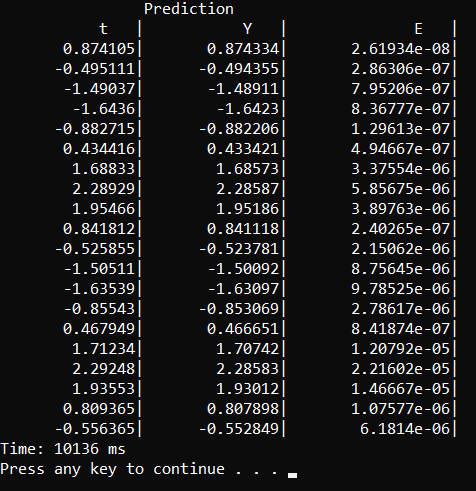 Prediction
t | Y | E |
0.874105| 0.874334| 2.61934e-08|
-0.495111| -0.494355| 2.86306e-07|
-1.49037| -1.48911| 7.95206e-07|
-1.6436| -1.6423| 8.36777e-07|
-0.882715| -0.882206| 1.29613e-07|
0.434416| 0.433421| 4.94667e-07|
1.68833| 1.68573| 3.37554e-06|
2.28929| 2.28587| 5.85675e-06|
1.95466| 1.95186| 3.89763e-06|
0.841812| 0.841118| 2.40265e-07|
-0.525855| -0.523781| 2.15062e-06|
-1.50511| -1.50092| 8.75645e-06|
-1.63539| -1.63097| 9.78525e-06|
-0.85543| -0.853069| 2.78617e-06|
0.467949| 0.466651| 8.41874e-07|
1.71234| 1.70742| 1.20792e-05|
2.29248| 2.28583| 2.21602e-05|
1.93553| 1.93012| 1.46667e-05|
0.809365| 0.807898| 1.07577e-06|
-0.556365| -0.552849| 6.1814e-06|
Time: 10136 ms
Press any key to continue . . .